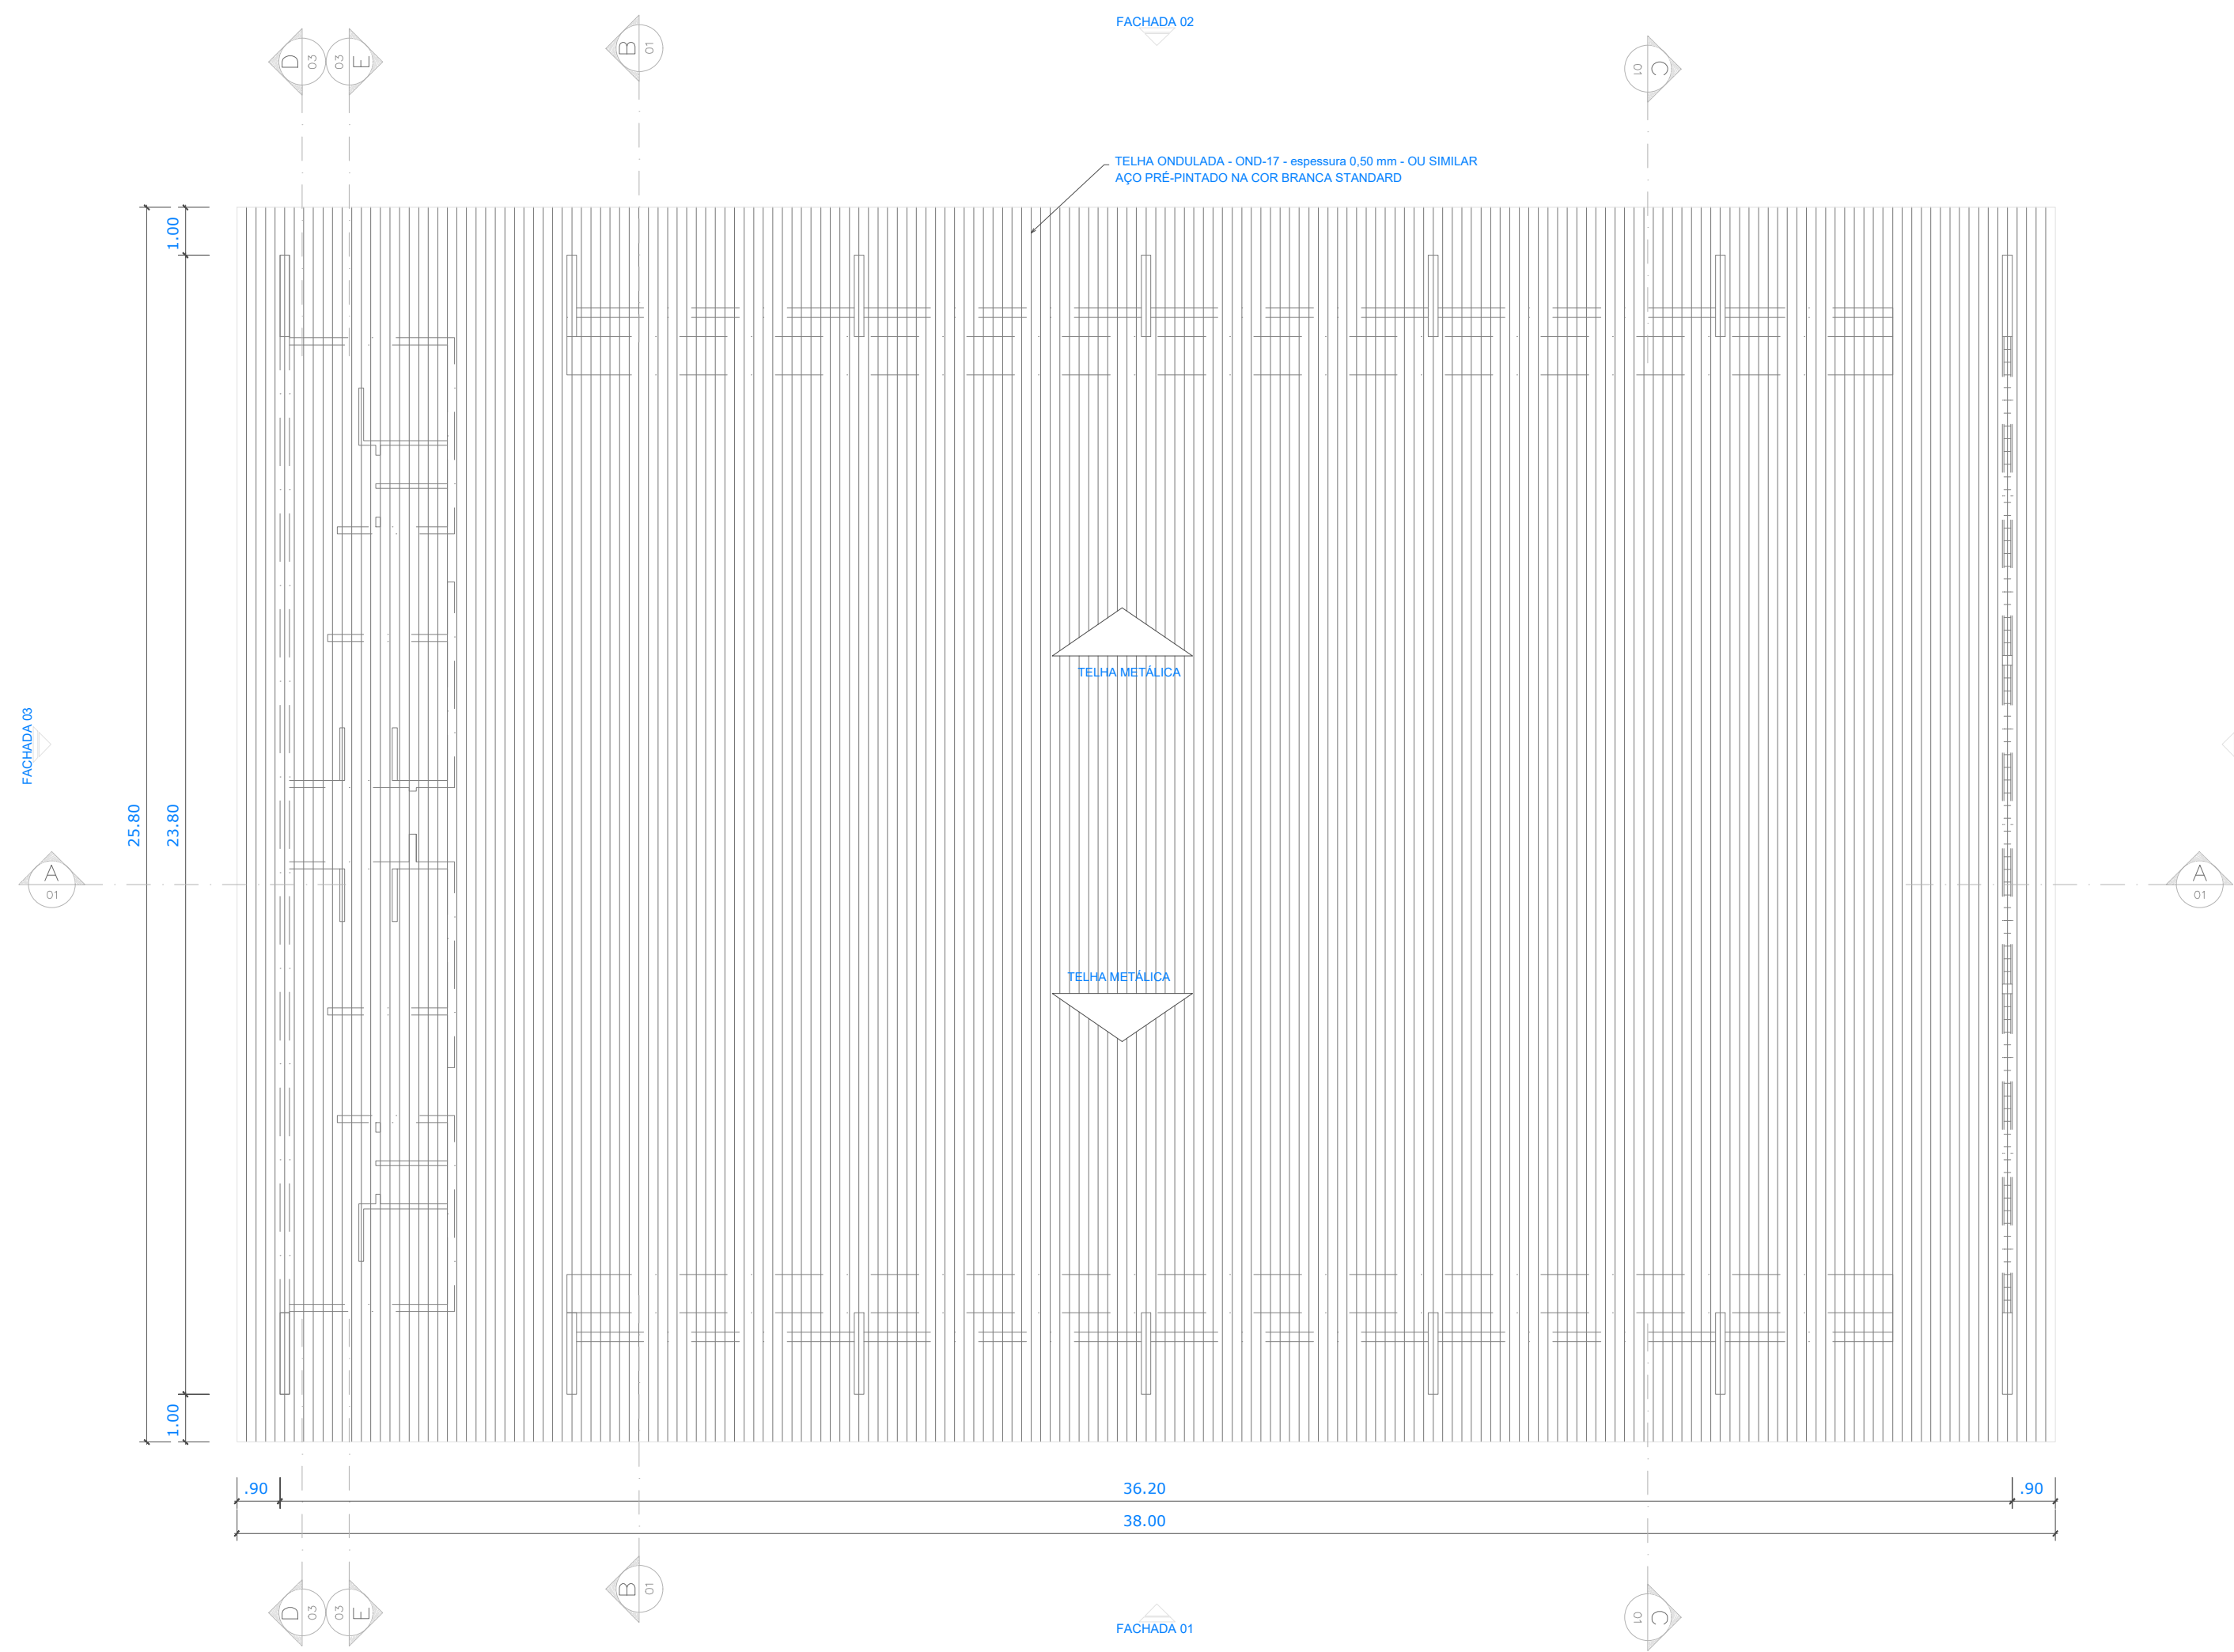 FACHADA 02
D
03
03
E
B
01
01
C
TELHA ONDULADA - OND-17 - espessura 0,50 mm - OU SIMILAR
AÇO PRÉ-PINTADO NA COR BRANCA STANDARD
1.00
TELHA METÁLICA
FACHADA 03
25.80
23.80
A
01
A
01
TELHA METÁLICA
1.00
.90
36.20
.90
38.00
D
03
03
E
B
01
01
C
FACHADA 01